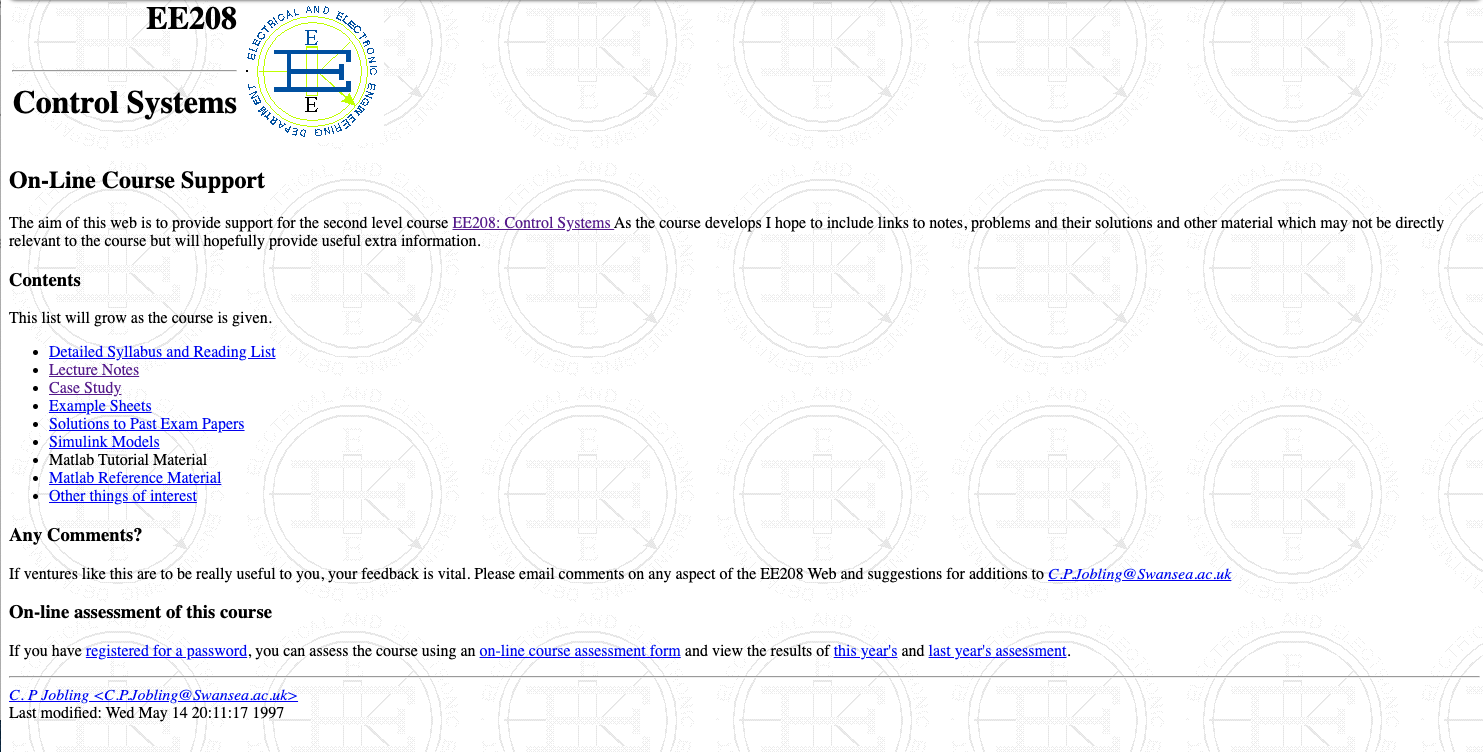 EE208
Control Systems
ELECTRICAL AND ELECTRONIC ENGINEERING DEPARTMENT
E
E
On-Line Course Support
The aim of this web is to provide support for the second level course EE208: Control Systems As the course develops I hope to include links to notes, problems and their solutions and other material which may not be directly
relevant to the course but will hopefully provide useful extra information.
Contents
This list will grow as the course is given.
• Detailed Syllabus and Reading List
• Lecture Notes
• Case Study
• Example Sheets
• Solutions to Past Exam Papers
• Simulink Models
• Matlab Tutorial Material
• Matlab Reference Material
• Other things of interest
Any Comments?
If ventures like this are to be really useful to you, your feedback is vital. Please email comments on any aspect of the EE208 Web and suggestions for additions to C.P.Jobling@Swansea.ac.uk
On-line assessment of this course
If you have registered for a password, you can assess the course using an on-line course assessment form and view the results of this year's and last year's assessment.
C. P Jobling <C.P.Jobling@Swansea.ac.uk>
Last modified: Wed May 14 20:11:17 1997